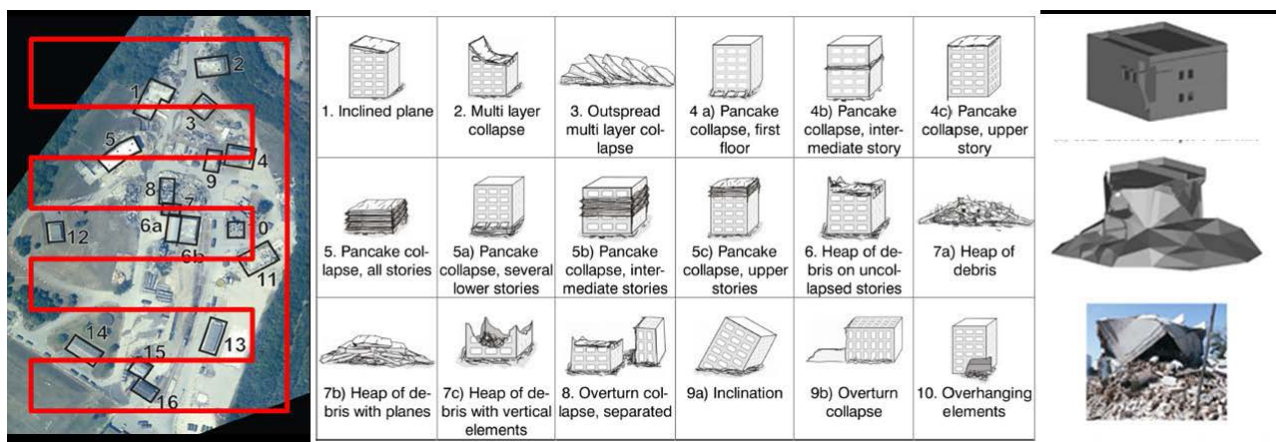 2
1
3
5
4
9
8
7
6a
0
12
6b
11
13
14
15
16
1. Inclined plane
2. Multi layer
collapse
3. Outspread
multi layer col-
lapse
4 a) Pancake
collapse, first
floor
4b) Pancake
collapse, inter-
mediate story
4c) Pancake
collapse, upper
story
5. Pancake col-
lapse, all stories
5a) Pancake
collapse, several
lower stories
5b) Pancake
collapse, inter-
mediate stories
5c) Pancake
collapse, upper
stories
6. Heap of de-
bris on uncol-
lapsed stories
7a) Heap of
debris
7b) Heap of de-
bris with planes
7c) Heap of de-
bris with vertical
elements
8. Overturn col-
lapse, separated
9a) Inclination
9b) Overturn
collapse
10. Overhanging
elements